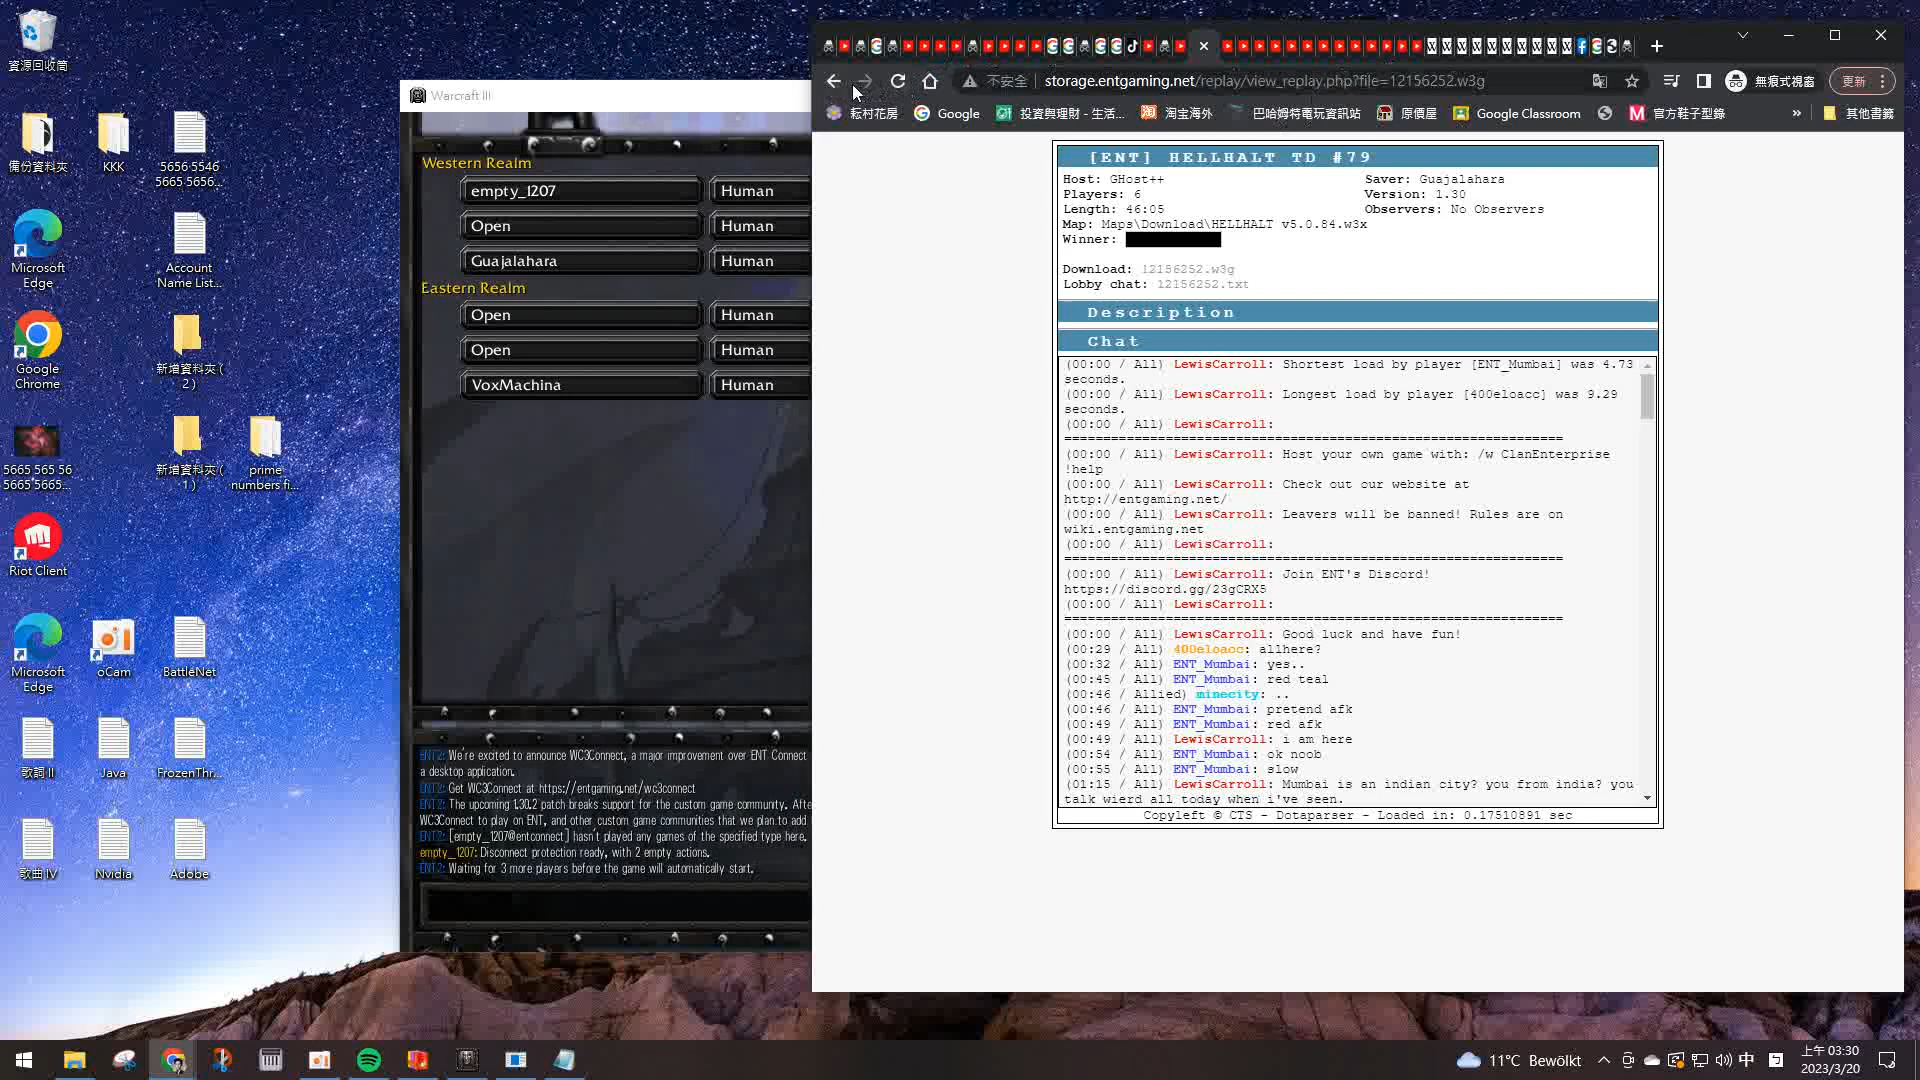 資源回收筒
備份資料夾
KKK
5656 5546
5665 5656...
Microsoft
Edge
Account
Name List...
Google
Chrome
新增資料夾 (
2 )
5665 565 56
5665 5665...
新增資料夾 (
1 )
prime
numbers fi...
Riot Client
Microsoft
Edge
oCam
BattleNet
歌詞 II
Java
FrozenThr...
歌曲 IV
Nvidia
Adobe
Warcraft III
Western Realm
empty_1207
Human
Open
Human
Guajalahara
Human
Eastern Realm
Open
Human
Open
Human
VoxMachina
Human
ENT2: We're excited to announce WC3Connect, a major improvement over ENT Connect
a desktop application.
ENT2: Get WC3Connect at https://entgaming.net/wc3connect
ENT2: The upcoming 1.30.2 patch breaks support for the custom game community. Afte
WC3Connect to play on ENT, and other custom game communities that we plan to add
ENT2: [empty_1207@entconnect] hasn't played any games of the specified type here.
empty_1207: Disconnect protection ready, with 2 empty actions.
ENT2: Waiting for 3 more players before the game will automatically start.
不安全
storage.entgaming.net/replay/view_replay.php?file=12156252.w3g
無痕式視窗
更新
耘村花房
Google
投資與理財 - 生活...
淘宝海外
巴哈姆特電玩資訊站
原價屋
Google Classroom
官方鞋子型錄
»
其他書籤
[ENT] HELLHALT TD #79
Host: GHost++
Saver: Guajalahara
Players: 6
Version: 1.30
Length: 46:05
Observers: No Observers
Map: Maps\Download\HELLHALT v5.0.84.w3x
Winner:
Download: 12156252.w3g
Lobby chat: 12156252.txt
Description
Chat
(00:00 / All) LewisCarroll: Shortest load by player [ENT_Mumbai] was 4.73
seconds.
(00:00 / All) LewisCarroll: Longest load by player [400eloacc] was 9.29
seconds.
(00:00 / All) LewisCarroll:
================================================================
(00:00 / All) LewisCarroll: Host your own game with: /w ClanEnterprise
!help
(00:00 / All) LewisCarroll: Check out our website at
http://entgaming.net/
(00:00 / All) LewisCarroll: Leavers will be banned! Rules are on
wiki.entgaming.net
(00:00 / All) LewisCarroll:
================================================================
(00:00 / All) LewisCarroll: Join ENT's Discord!
https://discord.gg/23gCRX5
(00:00 / All) LewisCarroll:
================================================================
(00:00 / All) LewisCarroll: Good luck and have fun!
(00:29 / All) 400eloacc: allhere?
(00:32 / All) ENT_Mumbai: yes..
(00:45 / All) ENT_Mumbai: red teal
(00:46 / Allied) minecity: ..
(00:46 / All) ENT_Mumbai: pretend afk
(00:49 / All) ENT_Mumbai: red afk
(00:49 / All) LewisCarroll: i am here
(00:54 / All) ENT_Mumbai: ok noob
(00:55 / All) ENT_Mumbai: slow
(01:15 / All) LewisCarroll: Mumbai is an indian city? you from india? you
talk wierd all today when i've seen.
Copyleft © CTS - Dotaparser - Loaded in: 0.17510891 sec
11°C Bewölkt
中
上午 03:30
2023/3/20